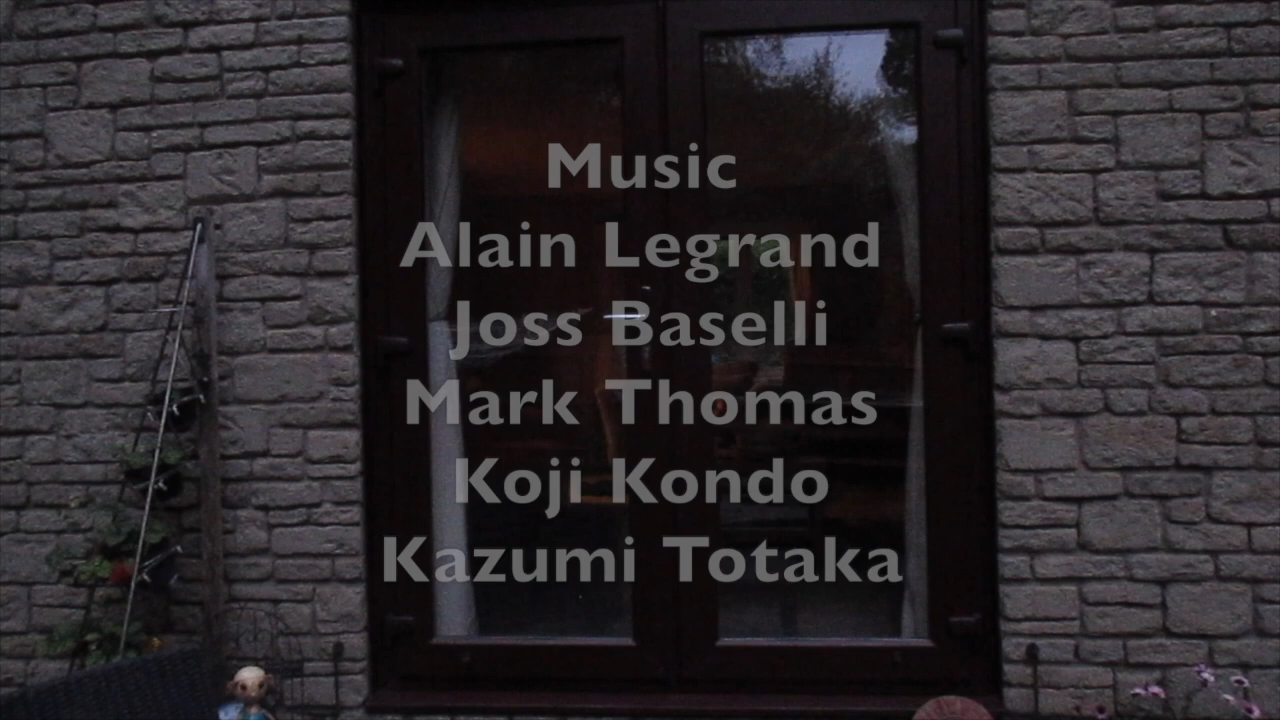 Music
Alain Legrand
Joss Baselli
Mark Thomas
Koji Kondo
Kazumi Totaka